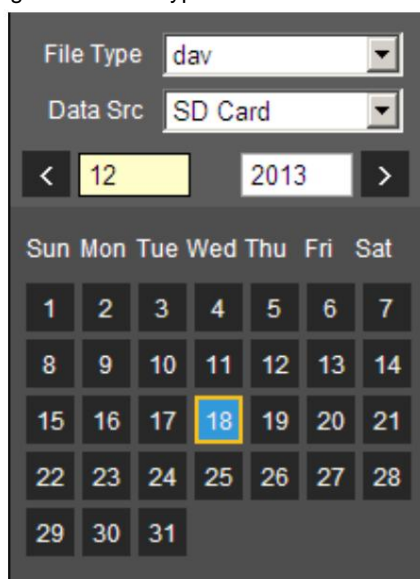 File Type dav
Data Src SD Card
< 12 2013 >
Sun Mon Tue Wed Thu Fri Sat
1 2 3 4 5 6 7
8 9 10 11 12 13 14
15 16 17 18 19 20 21
22 23 24 25 26 27 28
29 30 31